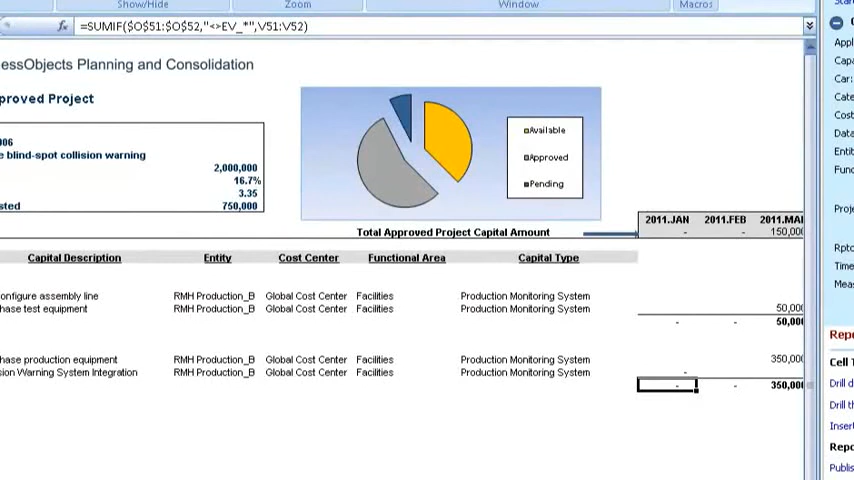 Show/Hide Zoom Window Macros
fx =SUMIF($O$51:$O$52,"<>EV_*",V51:V52)
essObjects Planning and Consolidation
proved Project
006
e blind-spot collision warning
2,000,000
16.7%
3.35
sted 750,000
Available
Approved
Pending
2011.JAN 2011.FEB 2011.MA
Total Approved Project Capital Amount - - 150,000
Capital Description Entity Cost Center Functional Area Capital Type
onfigure assembly line RMH Production_B Global Cost Center Facilities Production Monitoring System
hase test equipment RMH Production_B Global Cost Center Facilities Production Monitoring System 50,000
- - 50,000
hase production equipment RMH Production_B Global Cost Center Facilities Production Monitoring System 350,000
sion Warning System Integration RMH Production_B Global Cost Center Facilities Production Monitoring System -
- - 350,000
Appl
Capa
Car:
Cate
Cost
Data
Entit
Func
Proje
Rptc
Time
Mea
Repo
Cell T
Drill d
Drill th
Insert
Repo
Publis